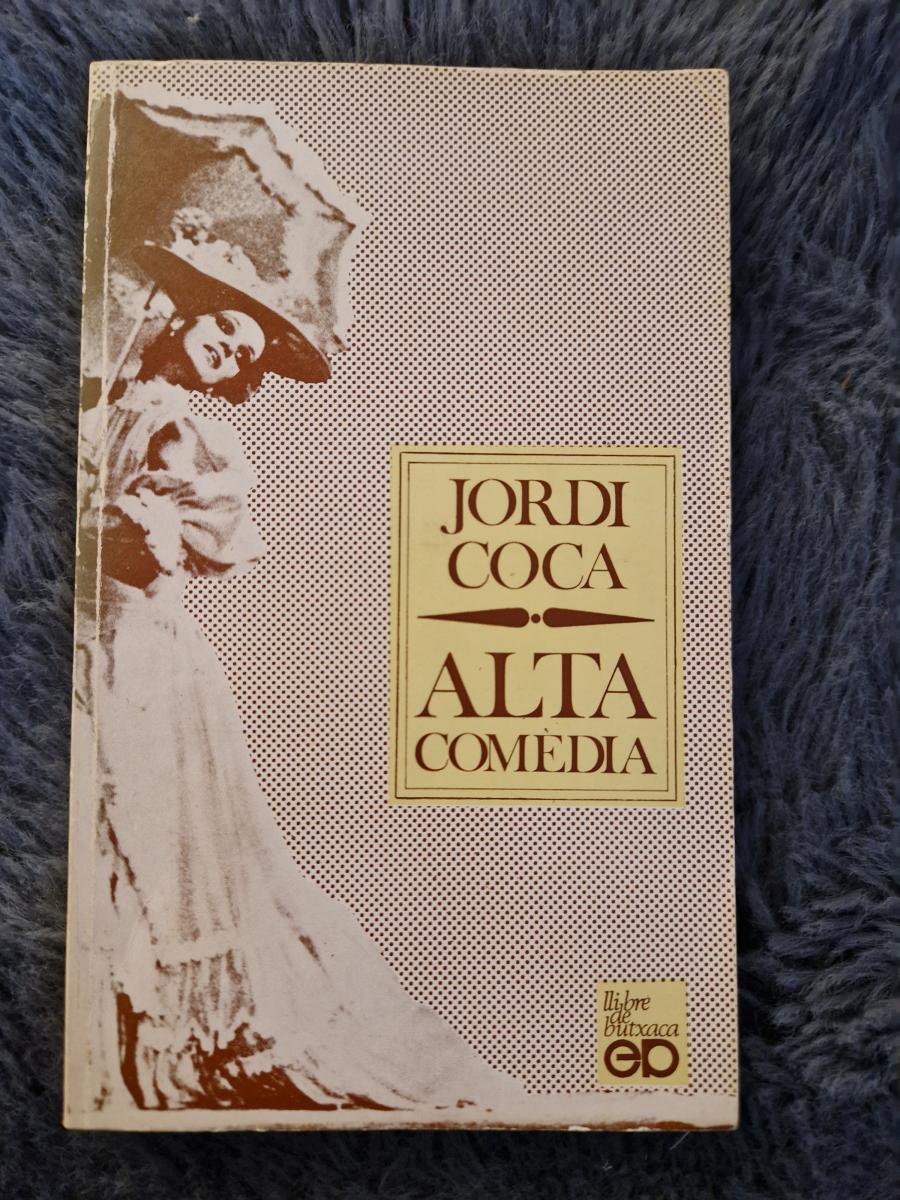 JORDI
COCA
ALTA
COMÈDIA
llibre
de
butxaca
ep